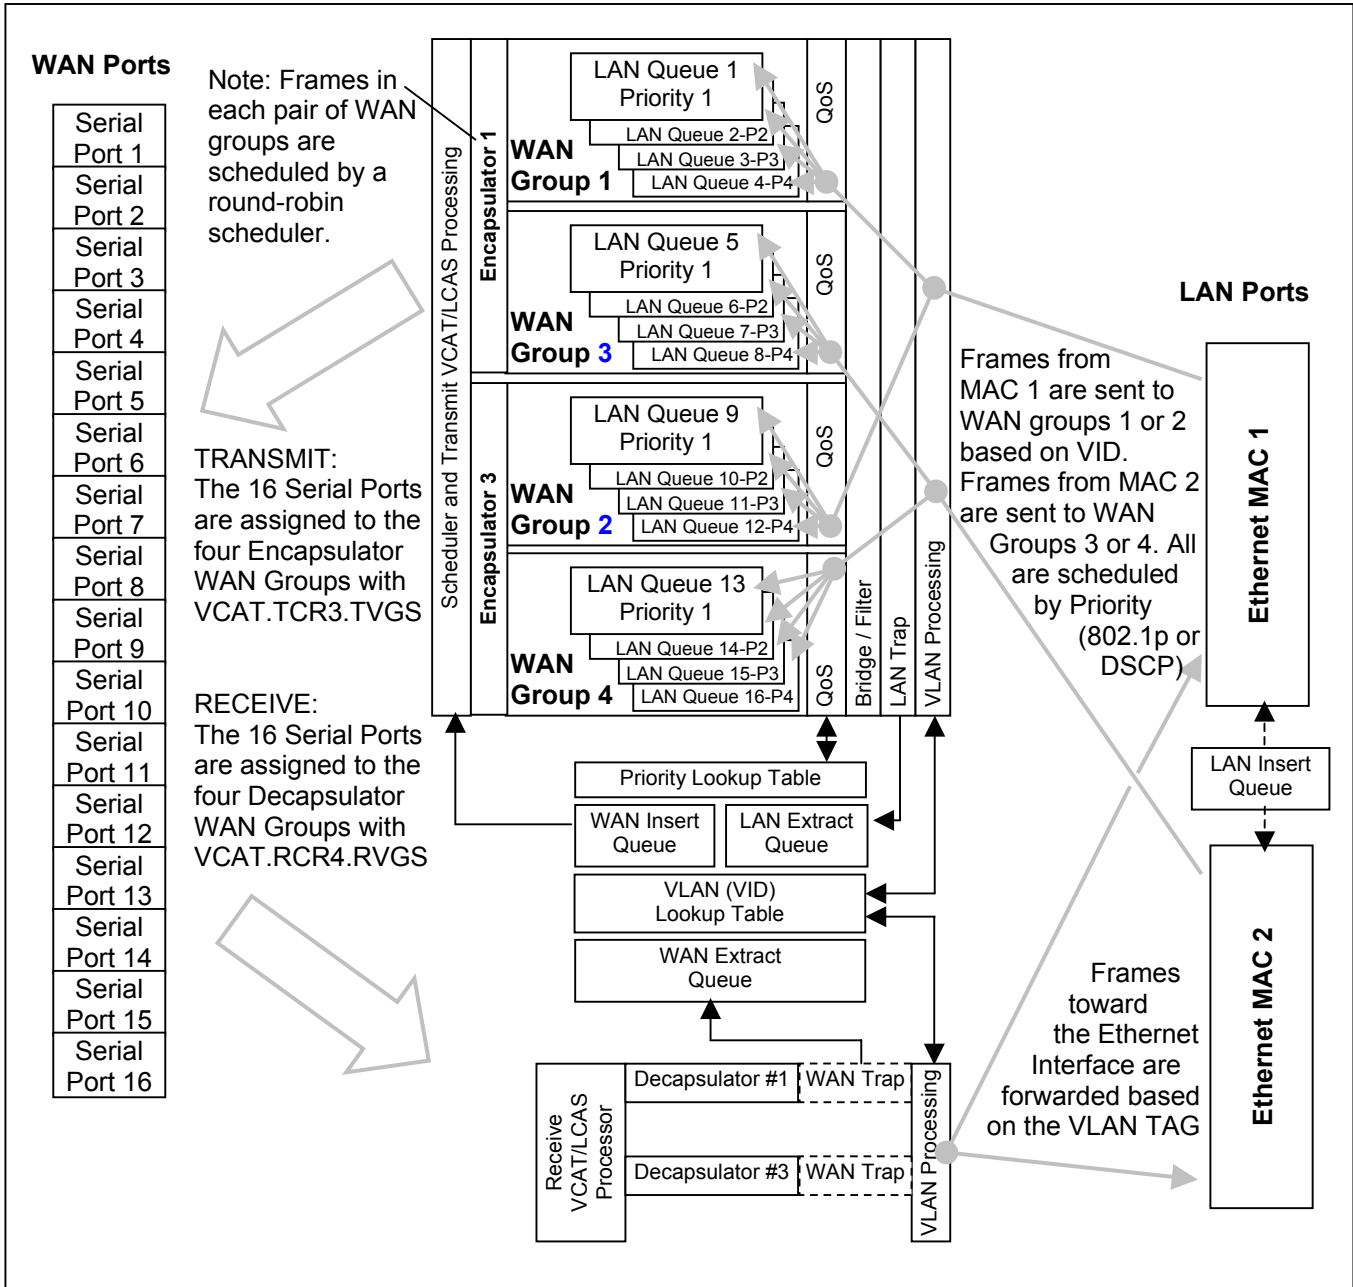 WAN Ports
Serial
Port 1
Serial
Port 2
Serial
Port 3
Serial
Port 4
Serial
Port 5
Serial
Port 6
Serial
Port 7
Serial
Port 8
Serial
Port 9
Serial
Port 10
Serial
Port 11
Serial
Port 12
Serial
Port 13
Serial
Port 14
Serial
Port 15
Serial
Port 16
Note: Frames in
each pair of WAN
groups are
scheduled by a
round-robin
scheduler.
TRANSMIT:
The 16 Serial Ports
are assigned to the
four Encapsulator
WAN Groups with
VCAT.TCR3.TVGS
RECEIVE:
The 16 Serial Ports
are assigned to the
four Decapsulator
WAN Groups with
VCAT.RCR4.RVGS
Scheduler and Transmit VCAT/LCAS Processing
Encapsulator 1
Encapsulator 3
WAN
Group 1
LAN Queue 1
Priority 1
LAN Queue 2-P2
LAN Queue 3-P3
LAN Queue 4-P4
QoS
WAN
Group 3
LAN Queue 5
Priority 1
LAN Queue 6-P2
LAN Queue 7-P3
LAN Queue 8-P4
QoS
WAN
Group 2
LAN Queue 9
Priority 1
LAN Queue 10-P2
LAN Queue 11-P3
LAN Queue 12-P4
QoS
WAN
Group 4
LAN Queue 13
Priority 1
LAN Queue 14-P2
LAN Queue 15-P3
LAN Queue 16-P4
QoS
Bridge / Filter
LAN Trap
VLAN Processing
Priority Lookup Table
WAN Insert
Queue
LAN Extract
Queue
VLAN (VID)
Lookup Table
WAN Extract
Queue
Receive
VCAT/LCAS
Processor
Decapsulator #1
WAN Trap
Decapsulator #3
WAN Trap
VLAN Processing
LAN Ports
Frames from
MAC 1 are sent to
WAN groups 1 or 2
based on VID.
Frames from MAC 2
are sent to WAN
Groups 3 or 4. All
are scheduled
by Priority
(802.1p or
DSCP)
Ethernet MAC 1
LAN Insert
Queue
Ethernet MAC 2
Frames
toward
the Ethernet
Interface are
forwarded based
on the VLAN TAG